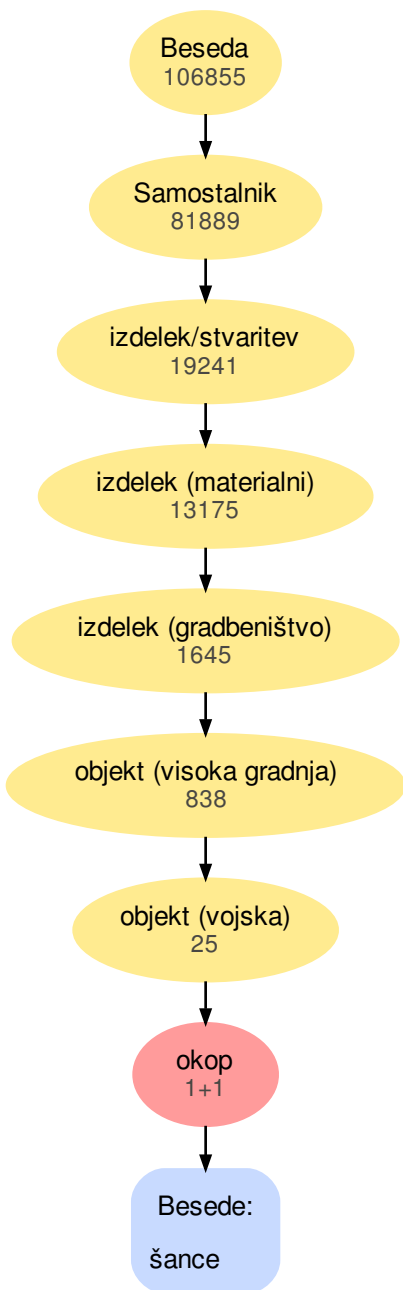 Beseda
106855
Samostalnik
81889
izdelek/stvaritev
19241
izdelek (materialni)
13175
izdelek (gradbeništvo)
1645
objekt (visoka gradnja)
838
objekt (vojska)
25
okop
1+1
Besede:
šance